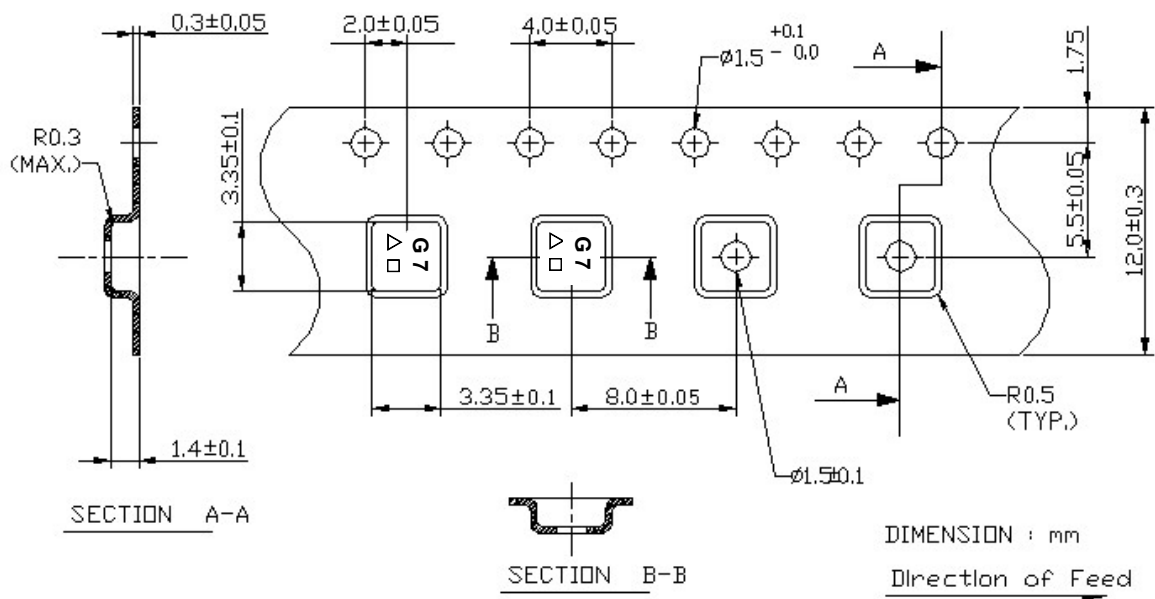 0.3±0.05
2.0±0.05
4.0±0.05
ø1.5 +0.1 - 0.0
A
1.75
R0.3
(MAX.)
3.35±0.1
5.5±0.05
12.0±0.3
G7
△□
G7
△□
B
B
3.35±0.1
8.0±0.05
A
R0.5
(TYP.)
1.4±0.1
ø1.5±0.1
SECTION A-A
SECTION B-B
DIMENSION : mm
Direction of Feed